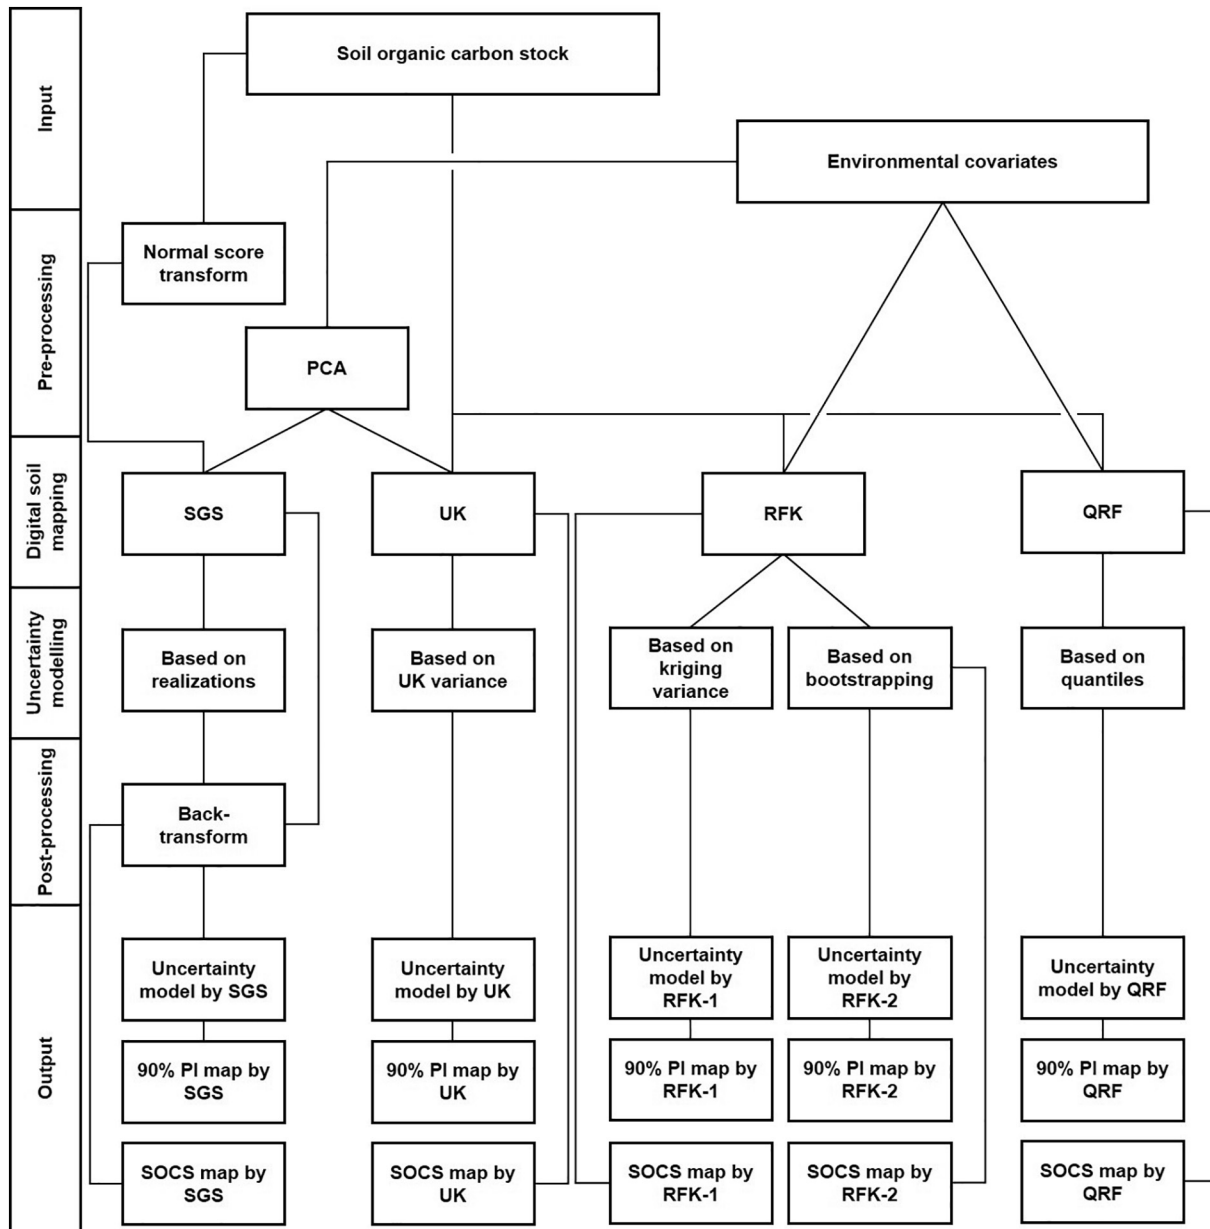 Input
Soil organic carbon stock
Environmental covariates
Pre-processing
Normal score
transform
PCA
Digital soil
mapping
SGS
UK
RFK
QRF
Uncertainty
modelling
Based on
realizations
Based on
UK variance
Based on
kriging
variance
Based on
bootstrapping
Based on
quantiles
Post-processing
Back-
transform
Output
Uncertainty
model by SGS
Uncertainty
model by UK
Uncertainty
model by
RFK-1
Uncertainty
model by
RFK-2
Uncertainty
model by QRF
90% PI map by
SGS
90% PI map by
UK
90% PI map by
RFK-1
90% PI map by
RFK-2
90% PI map by
QRF
SOCS map by
SGS
SOCS map by
UK
SOCS map by
RFK-1
SOCS map by
RFK-2
SOCS map by
QRF